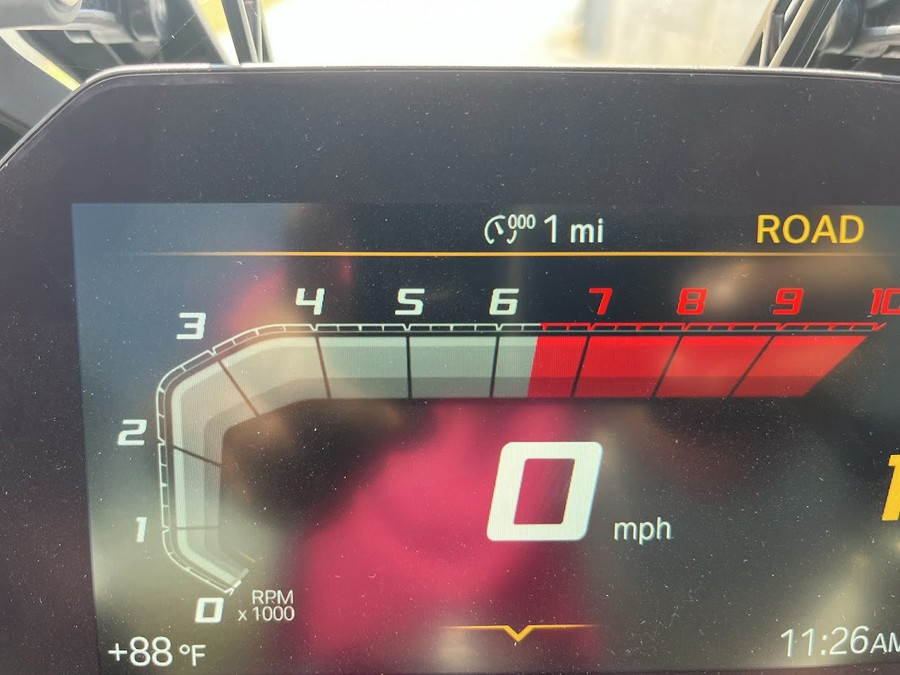 000 1 mi
ROAD
3 4 5 6 7 8 9 10
2
1
0 mph
0 RPM
x 1000
+88 °F
11:26AM